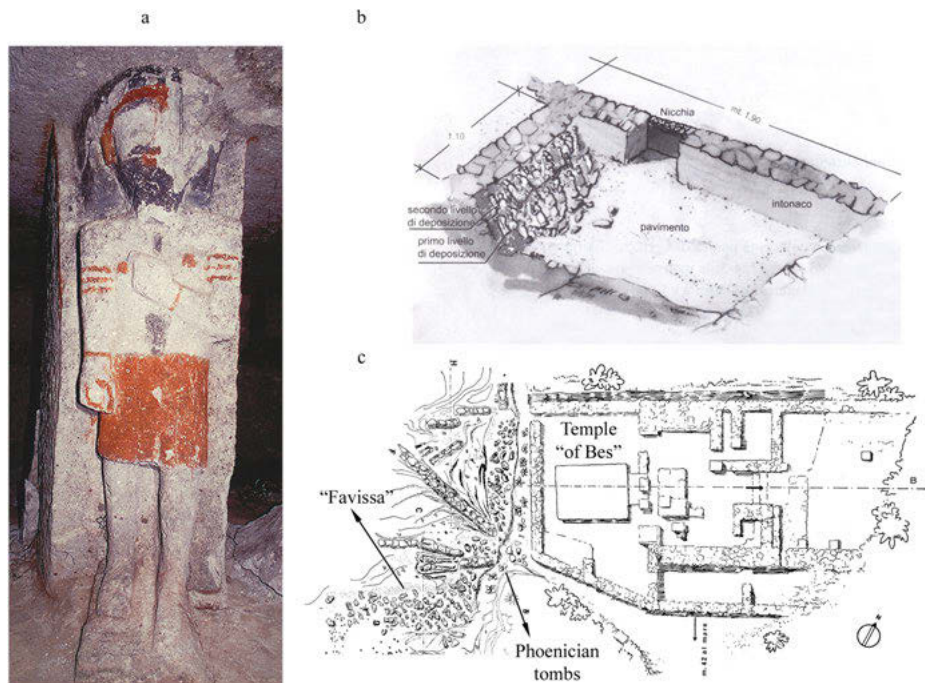 a
b
Nicchia
mt. 1.90
1.10
secondo livello
di deposizione
primo livello
di deposizione
pavimento
intonaco
c
Temple
“of Bes”
“Favissa”
B
Phoenician
tombs
m. 42 al mare
N